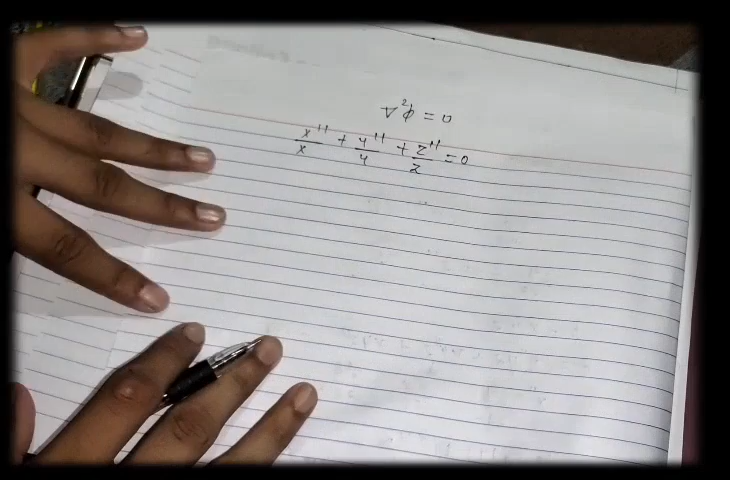 ∇²φ = 0
x''/x + y''/y + z''/z = 0